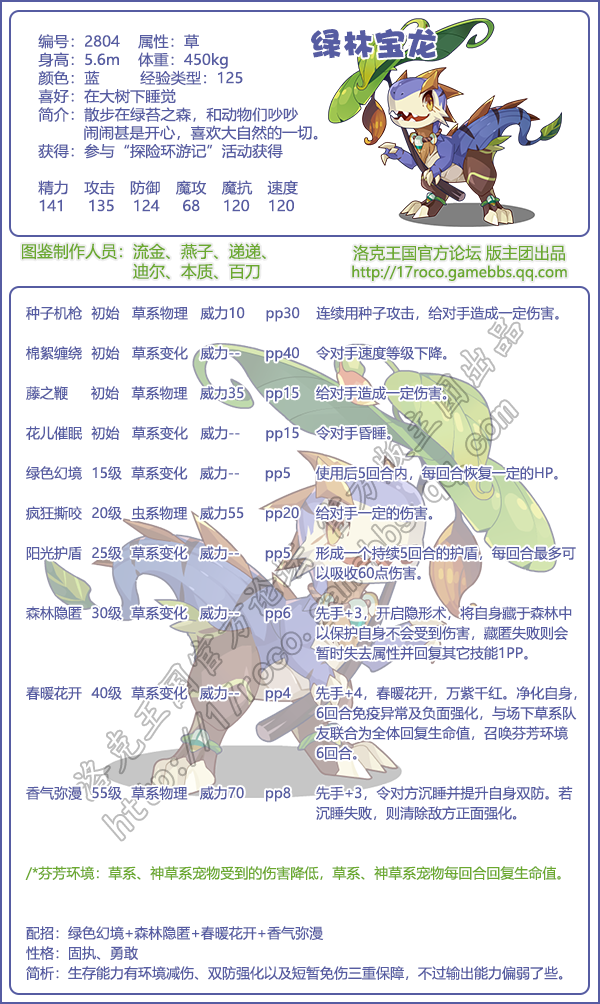 绿林宝龙
编号：2804 属性：草
身高：5.6m 体重：450kg
颜色：蓝 经验类型：125
喜好：在大树下睡觉
简介：散步在绿苔之森，和动物们吵吵
闹闹甚是开心，喜欢大自然的一切。
获得：参与“探险环游记”活动获得
精力 攻击 防御 魔攻 魔抗 速度
141 135 124 68 120 120
图鉴制作人员：流金、燕子、递递、
迪尔、本质、百刀
洛克王国官方论坛 版主团出品
http://17roco.gamebbs.qq.com
种子机枪 初始 草系物理 威力10 pp30 连续用种子攻击，给对手造成一定伤害。
棉絮缠绕 初始 草系变化 威力-- pp40 令对手速度等级下降。
藤之鞭 初始 草系物理 威力35 pp15 给对手造成一定伤害。
花儿催眠 初始 草系变化 威力-- pp15 令对手昏睡。
绿色幻境 15级 草系变化 威力-- pp5 使用后5回合内，每回合恢复一定的HP。
疯狂撕咬 20级 虫系物理 威力55 pp20 给对手一定的伤害。
阳光护盾 25级 草系变化 威力-- pp5 形成一个持续5回合的护盾，每回合最多可
以吸收60点伤害。
森林隐匿 30级 草系变化 威力-- pp6 先手+3，开启隐形术，将自身藏于森林中
以保护自身不会受到伤害，藏匿失败则会
暂时失去属性并回复其它技能1PP。
春暖花开 40级 草系变化 威力-- pp4 先手+4，春暖花开，万紫千红。净化自身，
6回合免疫异常及负面强化，与场下草系队
友联合为全体回复生命值，召唤芬芳环境
6回合。
香气弥漫 55级 草系物理 威力70 pp8 先手+3，令对方沉睡并提升自身双防。若
沉睡失败，则清除敌方正面强化。
/*芬芳环境：草系、神草系宠物受到的伤害降低，草系、神草系宠物每回合回复生命值。
配招：绿色幻境+森林隐匿+春暖花开+香气弥漫
性格：固执、勇敢
简析：生存能力有环境减伤、双防强化以及短暂免伤三重保障，不过输出能力偏弱了些。
洛克王国官方论坛 版主团出品
http://17roco.gamebbs.qq.com